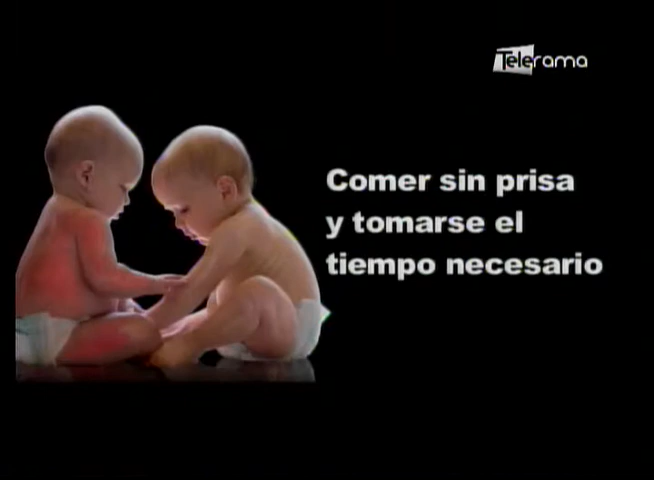 Telerama
Comer sin prisa
y tomarse el
tiempo necesario